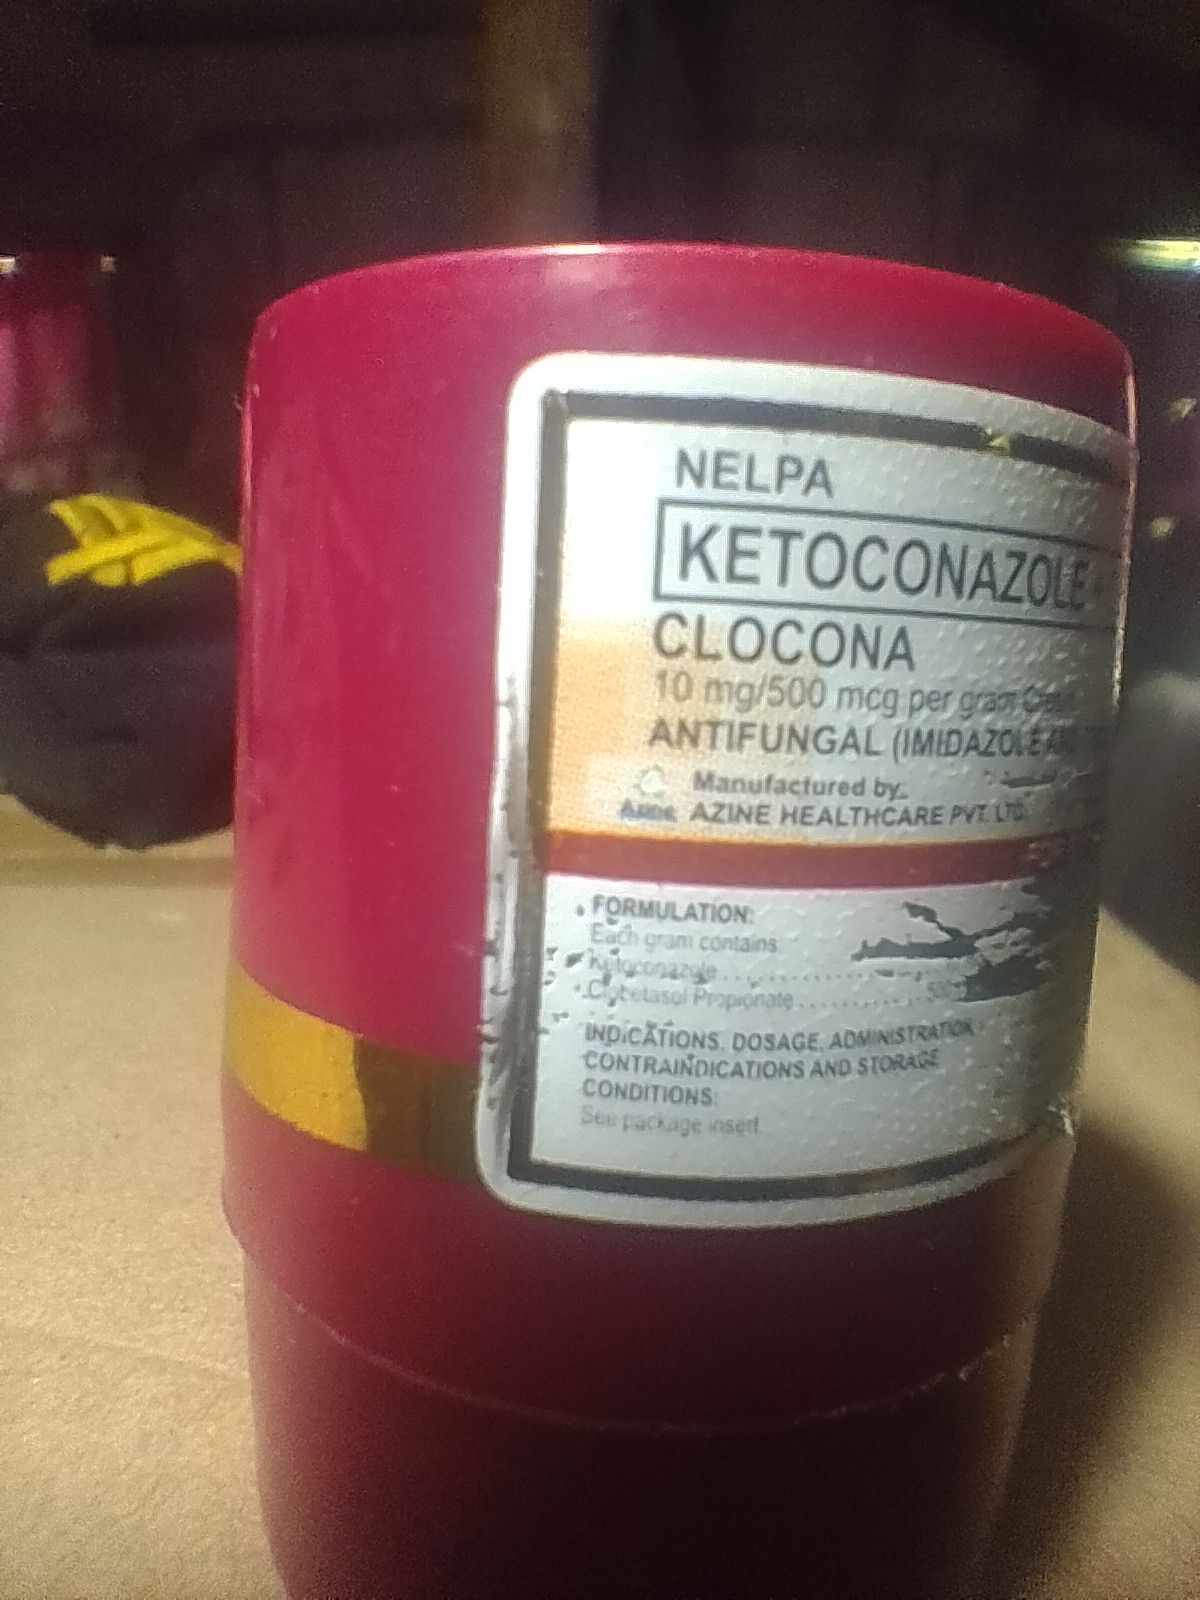 NELPA
KETOCONAZOLE
CLOCONA
10 mg/500 mcg per gram
ANTIFUNGAL (IMIDAZOLE
Manufactured by:
Azine AZINE HEALTHCARE PVT. LTD.
FORMULATION:
Each gram contains:
Ketoconazole....................
Clobetasol Propionate..............
INDICATIONS, DOSAGE, ADMINISTRATION
CONTRAINDICATIONS AND STORAGE
CONDITIONS:
See package insert